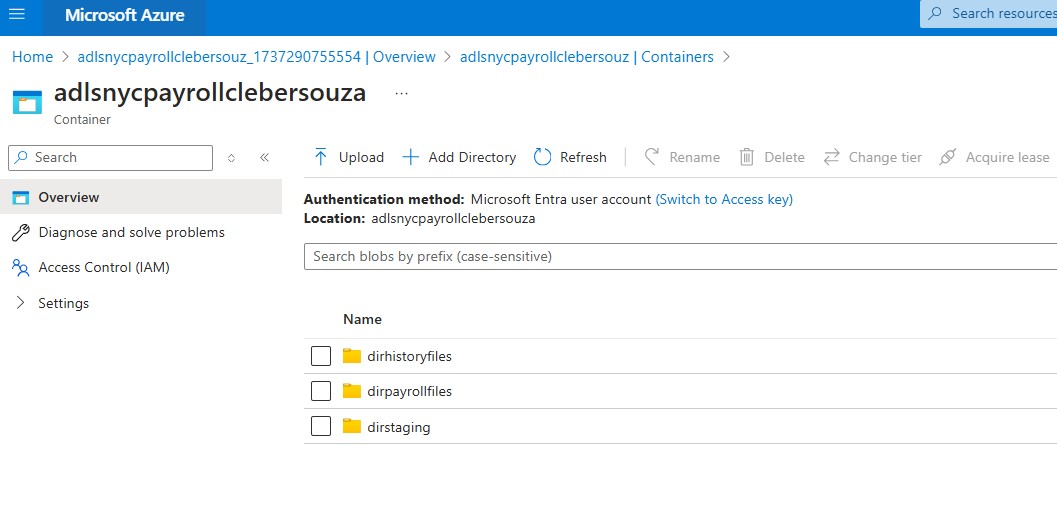 Microsoft Azure
Search resources
Home > adlsnycpayrollclebersouz_1737290755554 | Overview > adlsnycpayrollclebersouz | Containers >
adlsnycpayrollclebersouza ...
Container
Search
Upload Add Directory Refresh Rename Delete Change tier Acquire lease
Overview
Diagnose and solve problems
Access Control (IAM)
Settings
Authentication method: Microsoft Entra user account (Switch to Access key)
Location: adlsnycpayrollclebersouza
Search blobs by prefix (case-sensitive)
Name
dirhistoryfiles
dirpayrollfiles
dirstaging